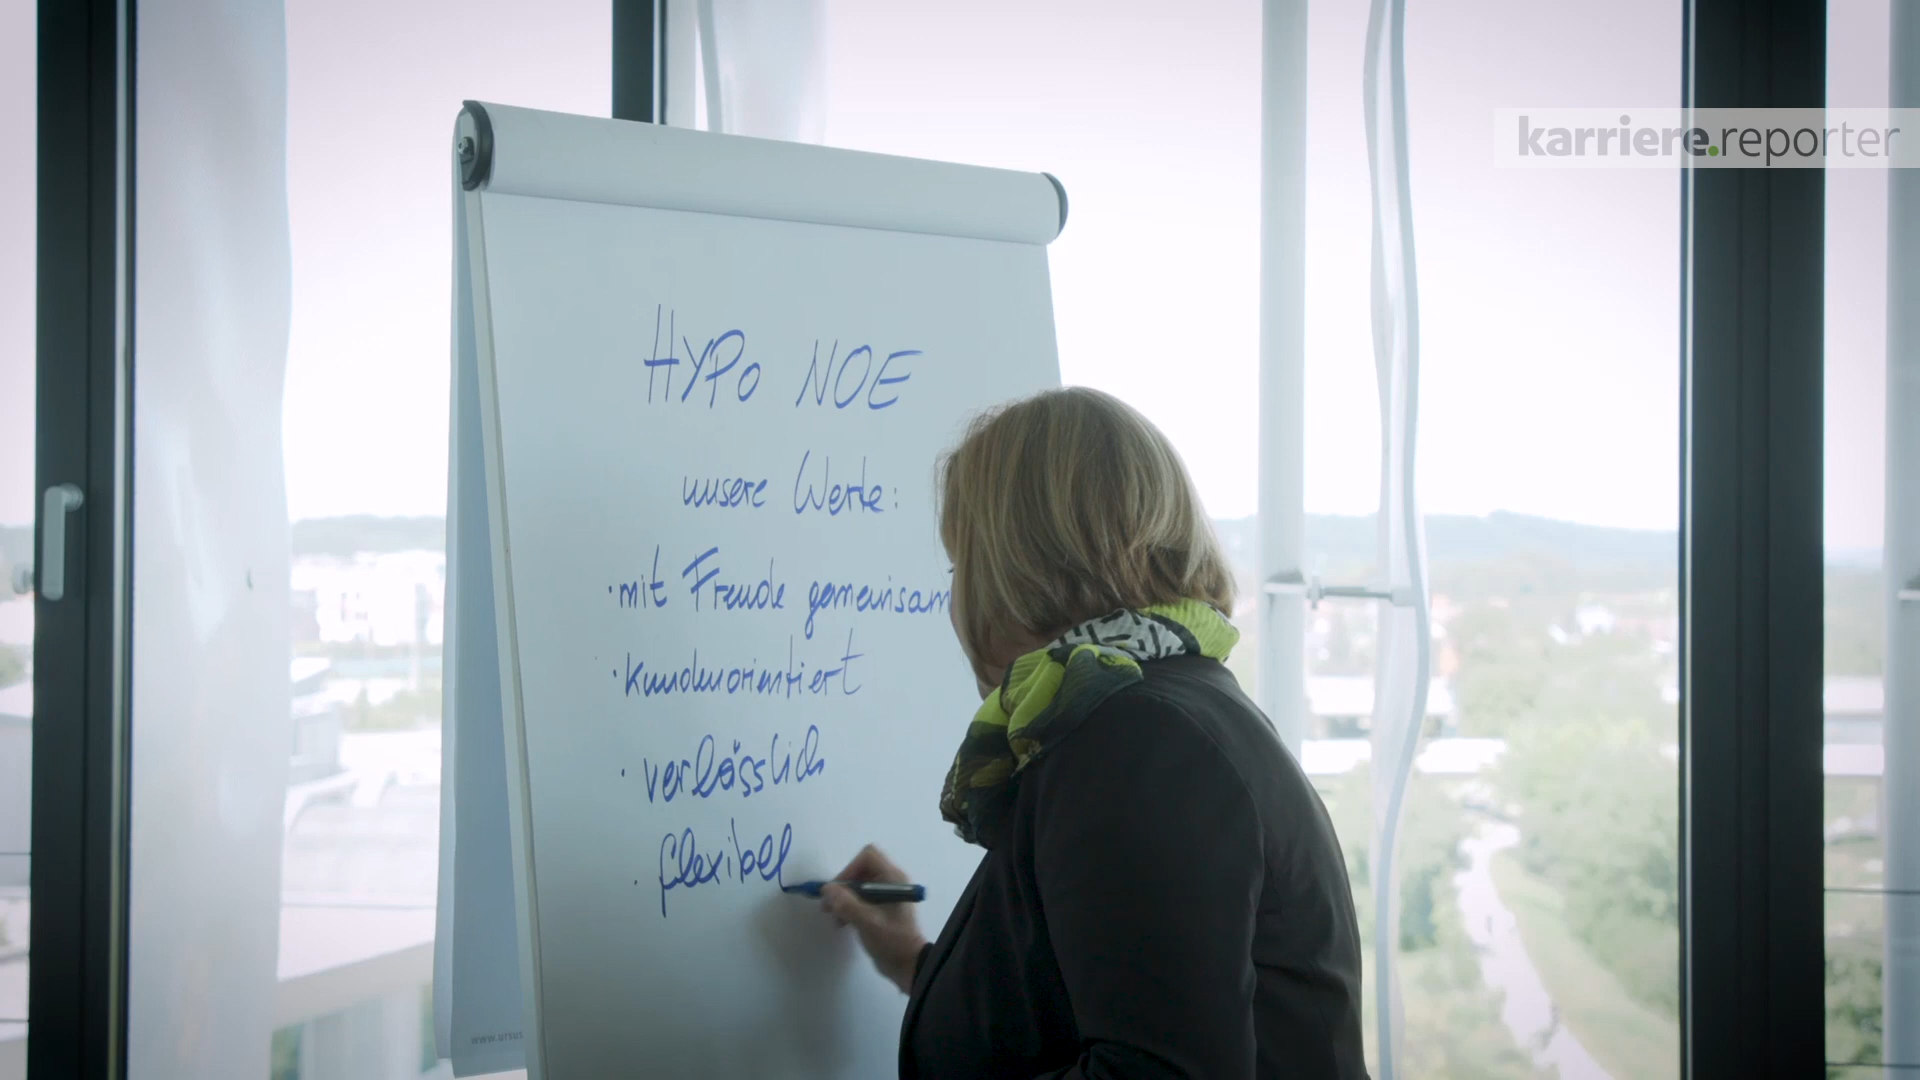 karriere.reporter
HYPO NOE
unsere Werte:
· mit Freude gemeinsam
· kundenorientiert
· verlässlich
· flexibel